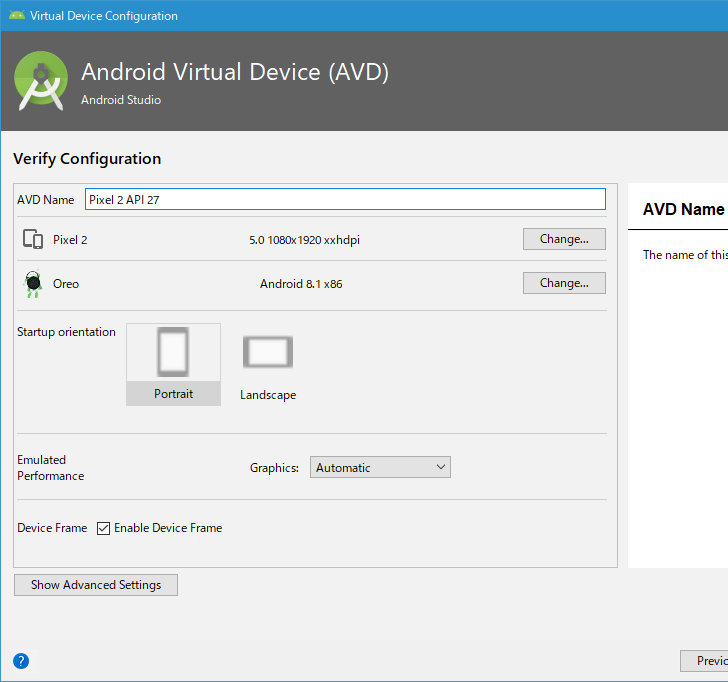 Virtual Device Configuration
Android Virtual Device (AVD)
Android Studio
Verify Configuration
AVD Name Pixel 2 API 27
Pixel 2 5.0 1080x1920 xxhdpi Change...
Oreo Android 8.1 x86 Change...
Startup orientation
Portrait
Landscape
Emulated
Performance
Graphics: Automatic
Device Frame Enable Device Frame
Show Advanced Settings
AVD Name
The name of this
?
Previo